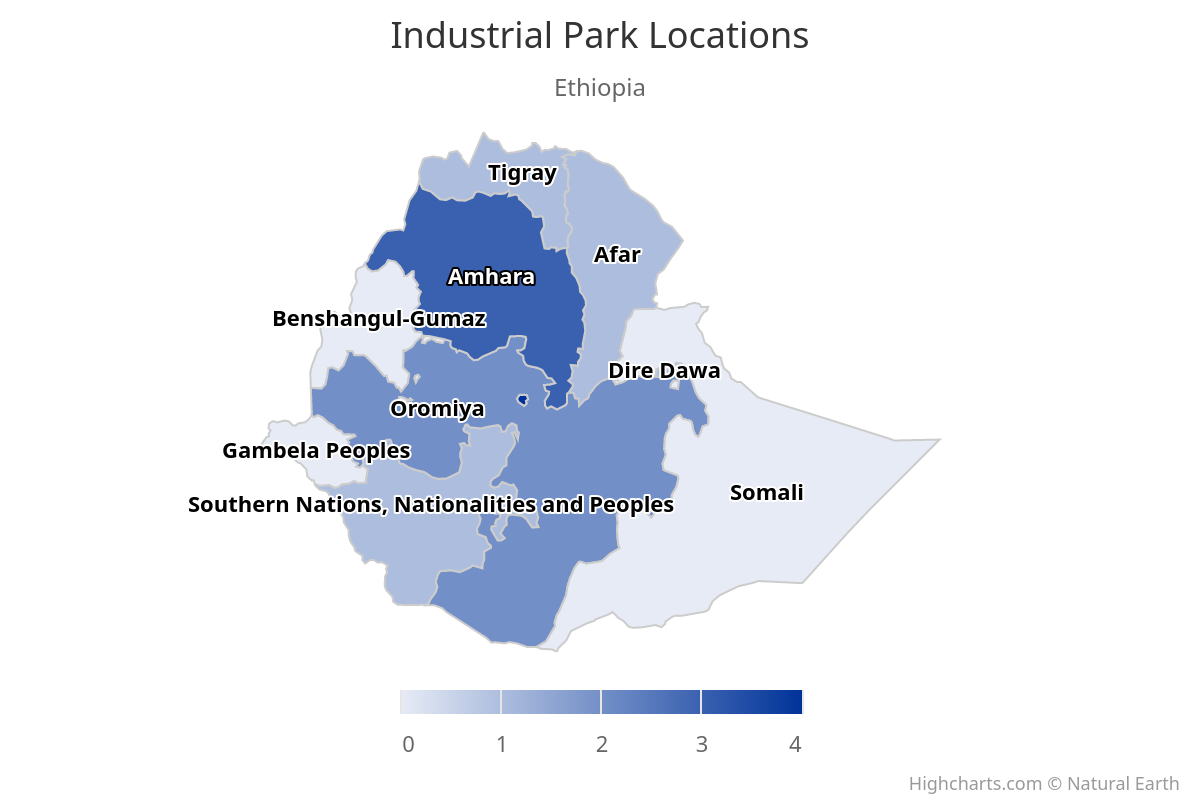 Industrial Park Locations
Ethiopia
Tigray
Afar
Amhara
Benshangul-Gumaz
Dire Dawa
Oromiya
Gambela Peoples
Somali
Southern Nations, Nationalities and Peoples
0 1 2 3 4
Highcharts.com © Natural Earth